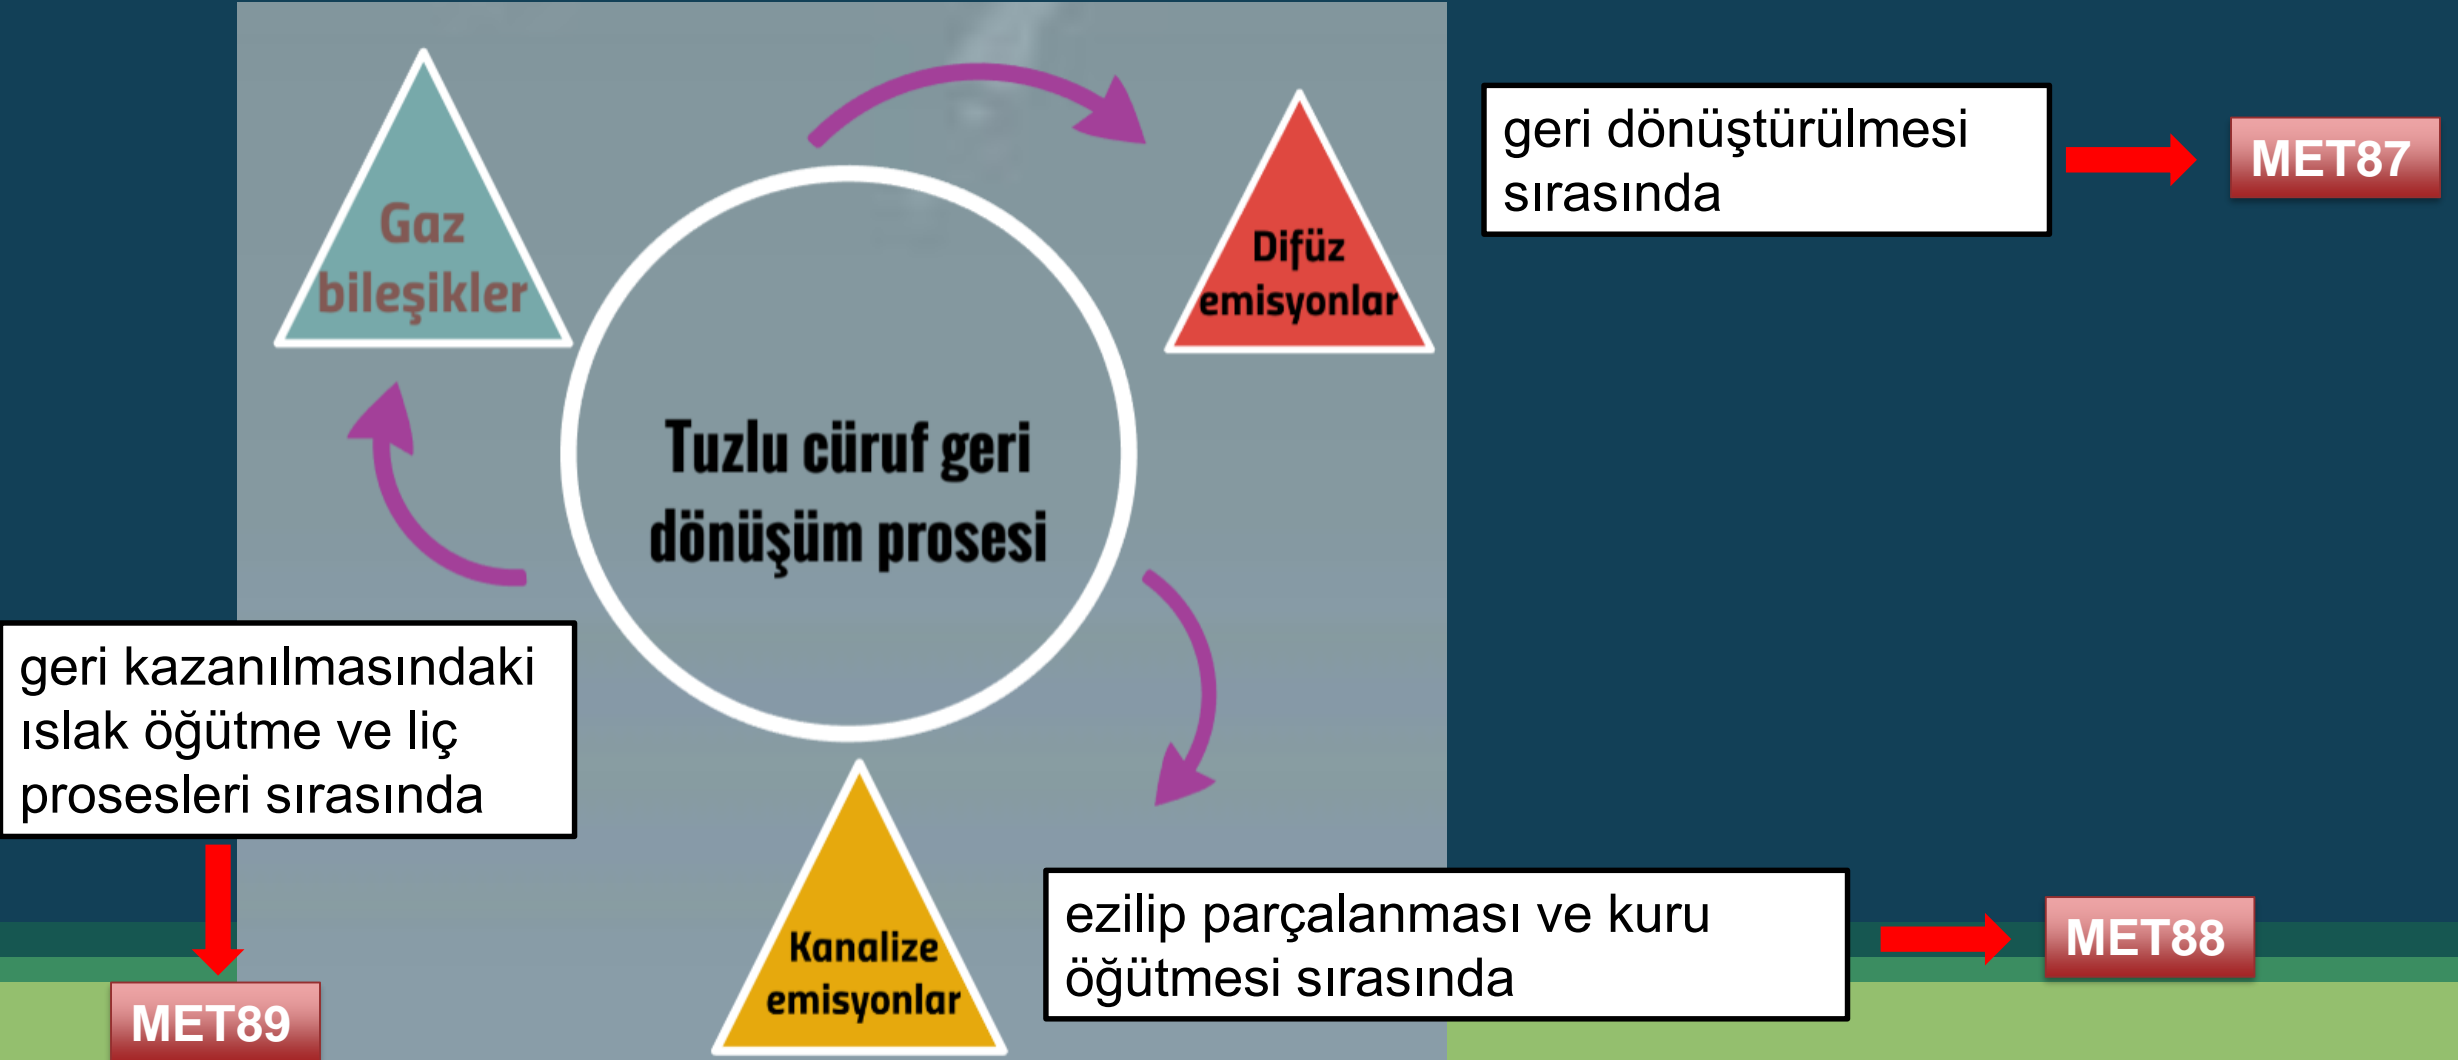 Gaz
bileşikler
Difüz
emisyonlar
geri dönüştürülmesi
sırasında
MET87
Tuzlu cüruf geri
dönüşüm prosesi
geri kazanılmasındaki
ıslak öğütme ve liç
prosesleri sırasında
MET89
Kanalize
emisyonlar
ezilip parçalanması ve kuru
öğütmesi sırasında
MET88